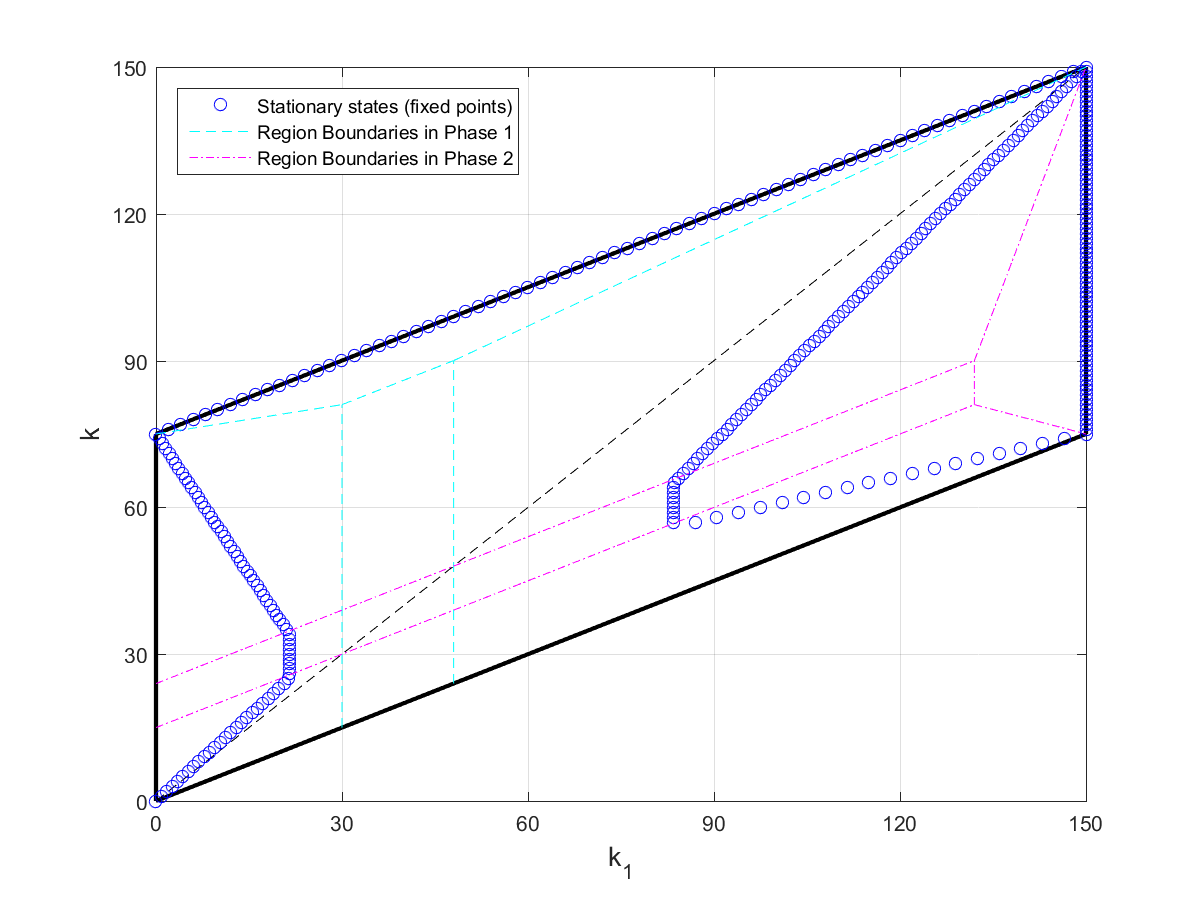 150
120
90
60
30
0
k
Stationary states (fixed points)
Region Boundaries in Phase 1
Region Boundaries in Phase 2
0 30 60 90 120 150
k₁